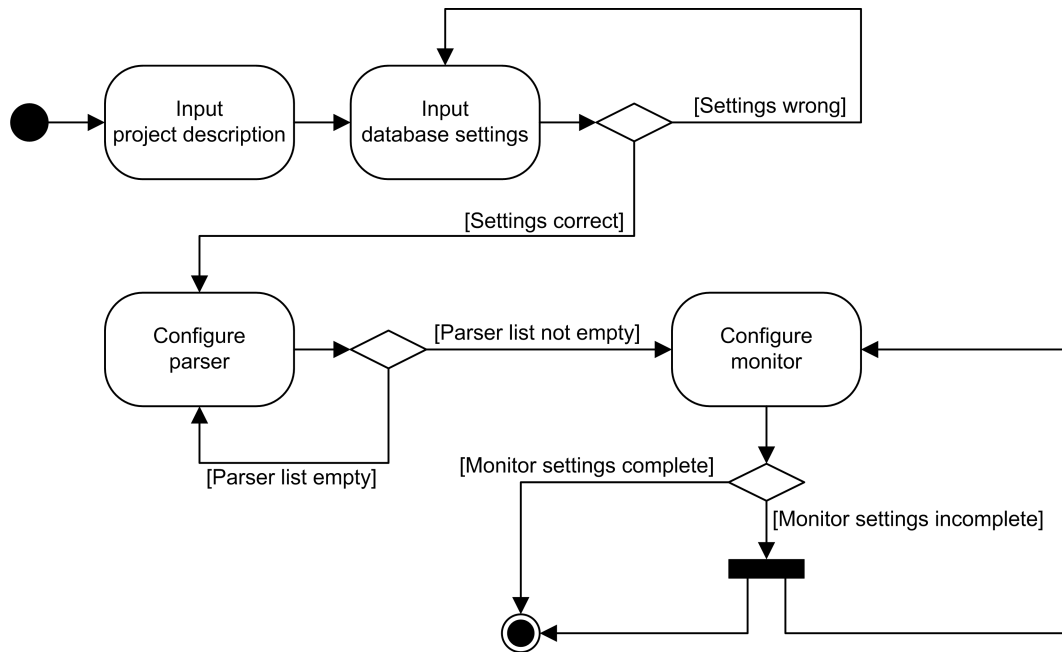 Input
project description
Input
database settings
[Settings wrong]
[Settings correct]
Configure
parser
[Parser list not empty]
Configure
monitor
[Parser list empty]
[Monitor settings complete]
[Monitor settings incomplete]